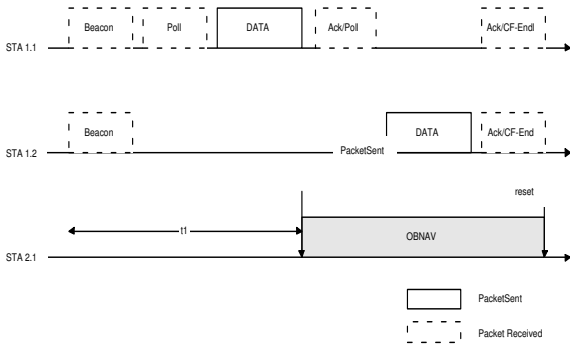 Beacon
Poll
DATA
Ack/Poll
Ack/CF-Endl
STA 1.1
Beacon
DATA
Ack/CF-End
STA 1.2
PacketSent
reset
t1
OBNAV
STA 2.1
PacketSent
Packet Received